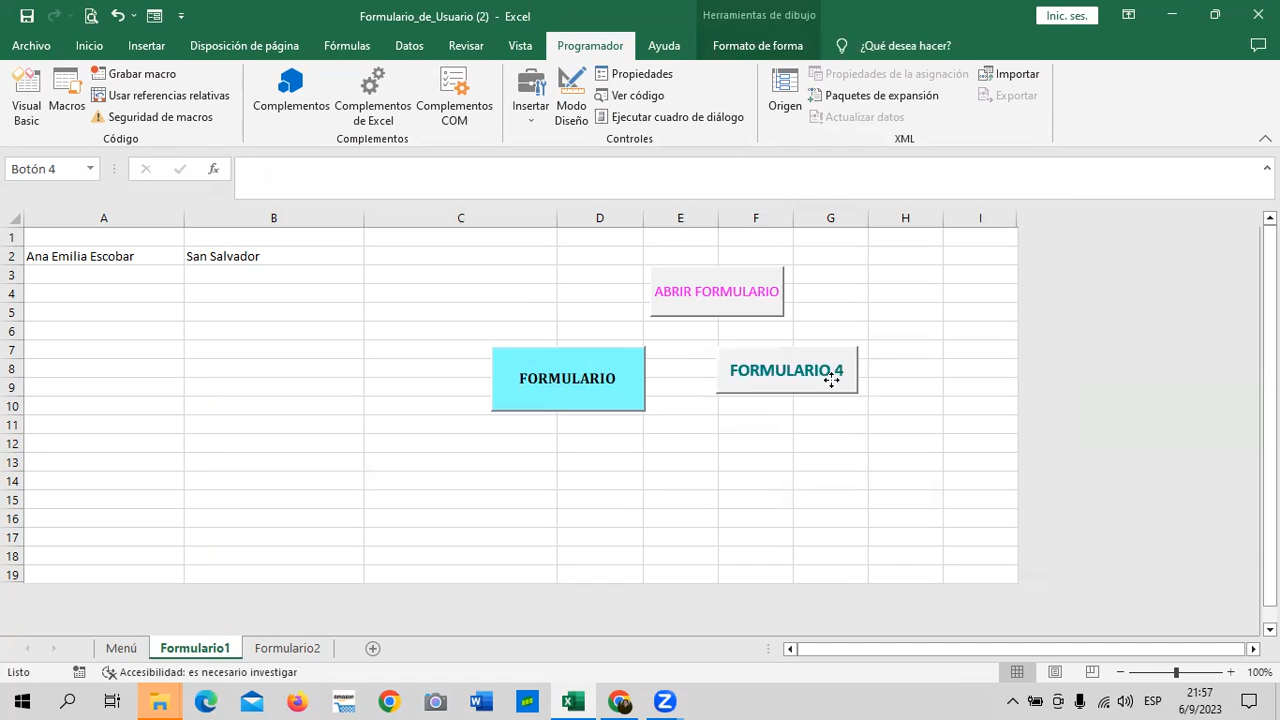 Formulario_de_Usuario (2) - Excel
Herramientas de dibujo
Inic. ses.
Archivo Inicio Insertar Disposición de página Fórmulas Datos Revisar Vista Programador Ayuda Formato de forma ¿Qué desea hacer?
Visual Basic
Macros
Grabar macro
Usar referencias relativas
Seguridad de macros
Código
Complementos
Complementos de Excel
Complementos COM
Complementos
Insertar
Modo Diseño
Propiedades
Ver código
Ejecutar cuadro de diálogo
Controles
Origen
Propiedades de la asignación
Paquetes de expansión
Actualizar datos
Importar
Exportar
XML
Botón 4
fx
A B C D E F G H I
1
2 Ana Emilia Escobar San Salvador
3
ABRIR FORMULARIO
4
5
6
7
8 FORMULARIO FORMULARIO 4
9
10
11
12
13
14
15
16
17
18
19
Menú Formulario1 Formulario2
Listo Accesibilidad: es necesario investigar 100%
amazon
W
ESP
21:57
6/9/2023